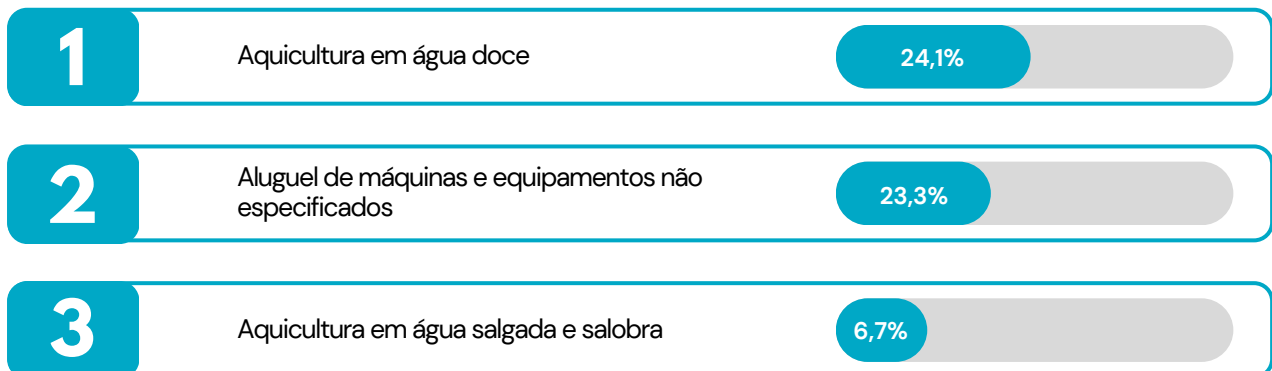 1
Aquicultura em água doce
24,1%
2
Aluguel de máquinas e equipamentos não
especificados
23,3%
3
Aquicultura em água salgada e salobra
6,7%